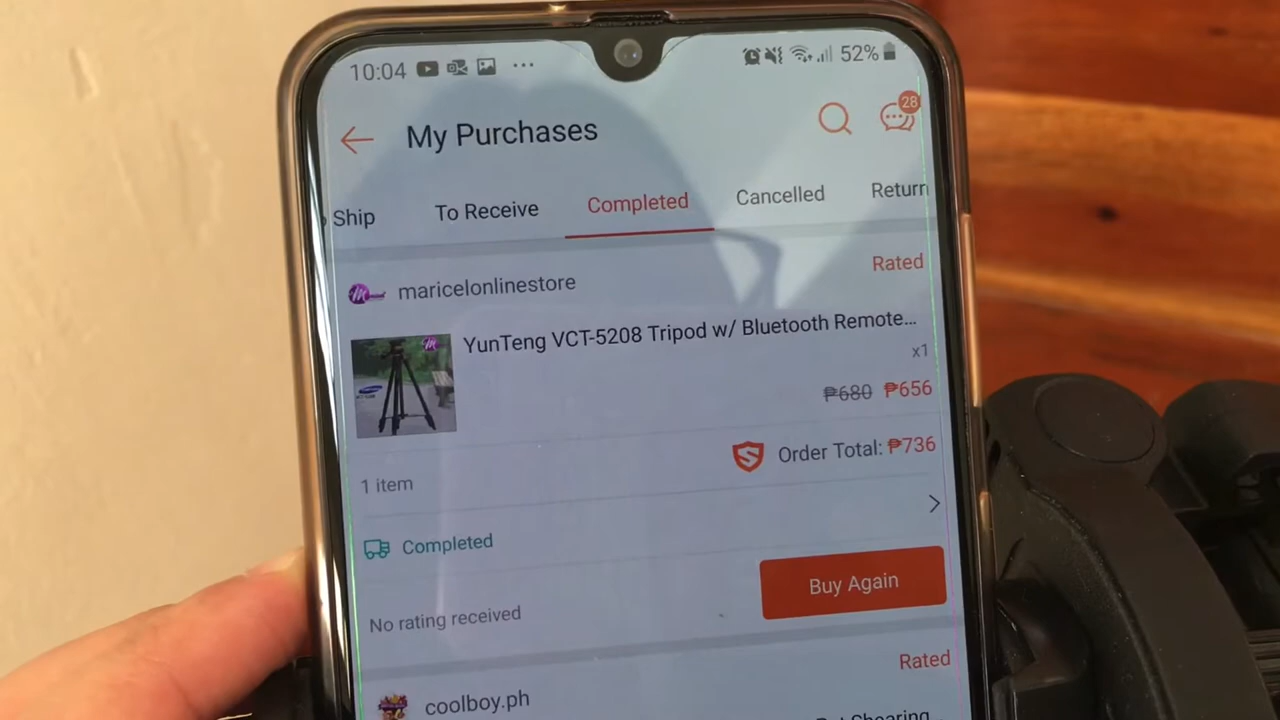 10:04 ... 52%
My Purchases 28
Ship To Receive Completed Cancelled Return
maricelonlinestore Rated
YunTeng VCT-5208 Tripod w/ Bluetooth Remote...
x1
₱680 ₱656
Order Total: ₱736
1 item
Completed
Buy Again
No rating received
Rated
coolboy.ph